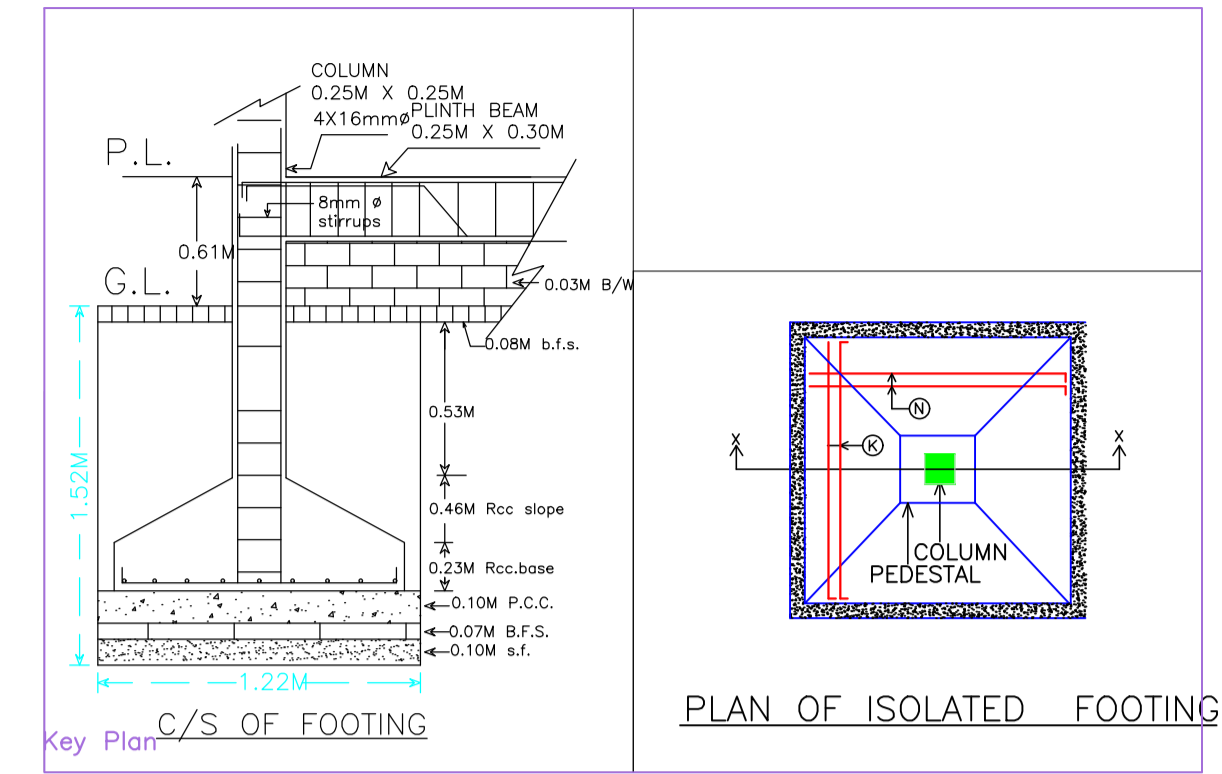 COLUMN
0.25M X 0.25M
4X16mmø
PLINTH BEAM
0.25M X 0.30M
P.L.
8mm ø
stirrups
0.61M
G.L.
0.03M B/W
0.08M b.f.s.
0.53M
1.52M
0.46M Rcc slope
0.23M Rcc.base
0.10M P.C.C.
0.07M B.F.S.
0.10M s.f.
1.22M
C/S OF FOOTING
Key Plan
N
K
X
X
COLUMN
PEDESTAL
PLAN OF ISOLATED FOOTING